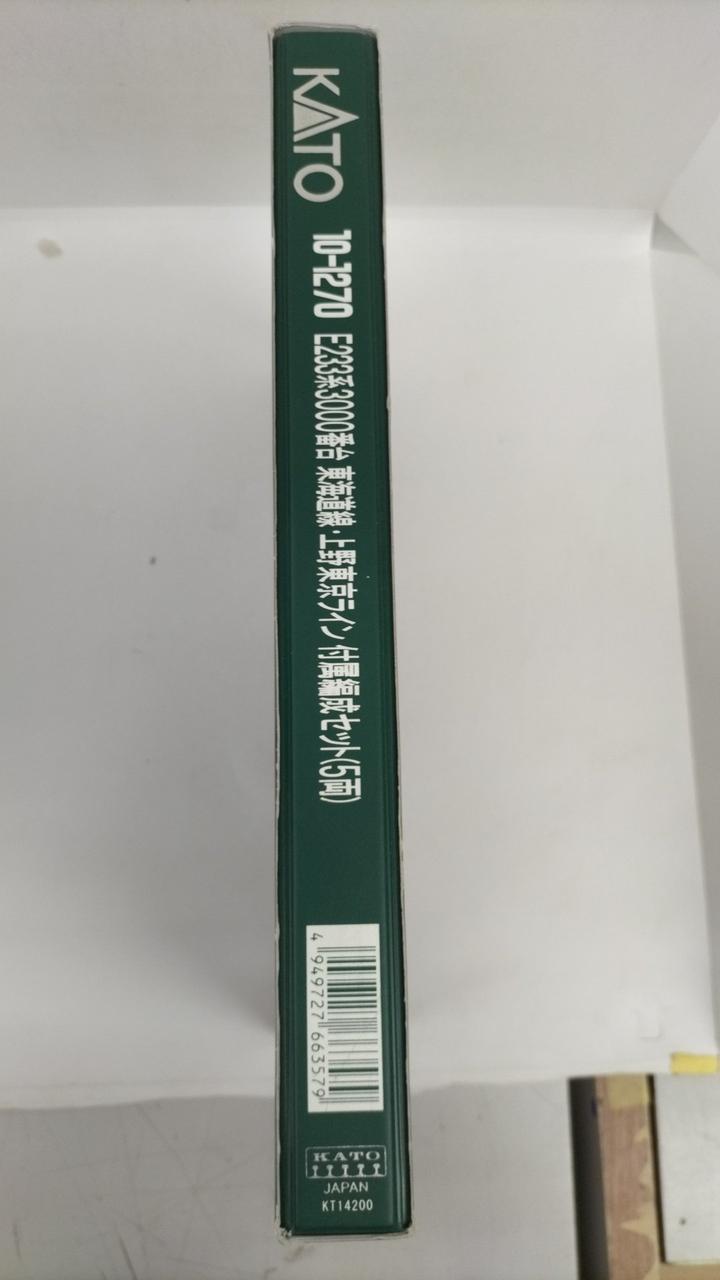 KATO
10-1270 E233系3000番台 東海道線・上野東京ライン 付属編成セット(5両)
4 949727 663579
KATO
JAPAN
KT14200